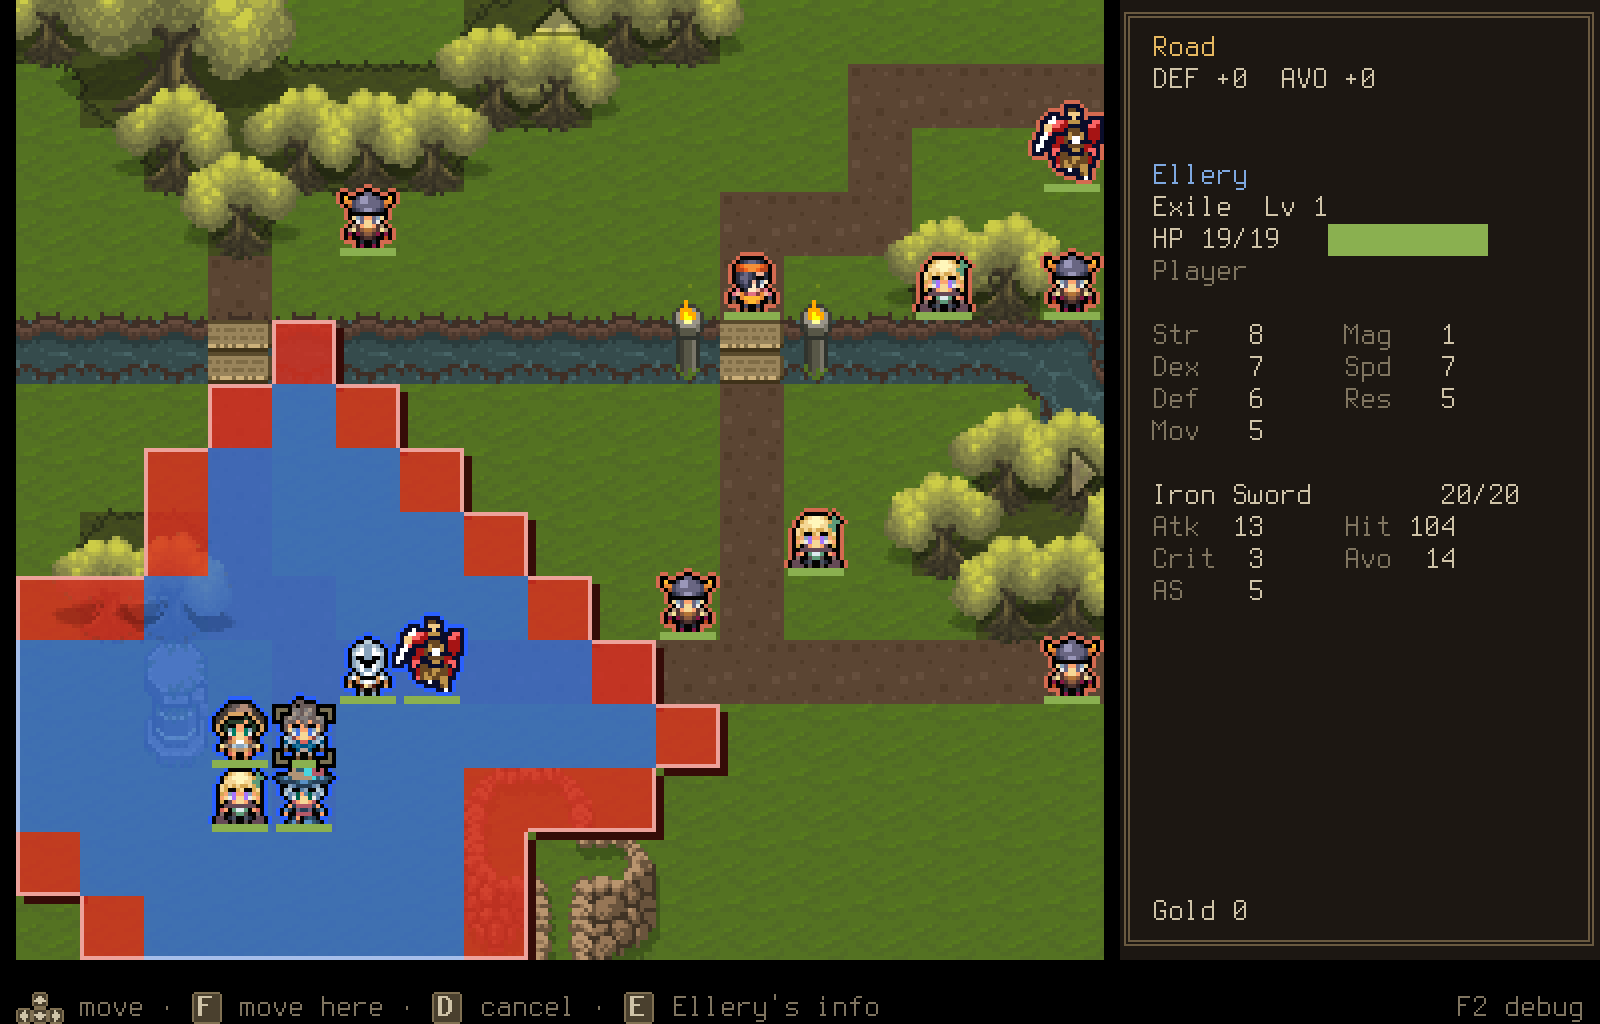 Road
DEF +0 AVO +0
Ellery
Exile Lv 1
HP 19/19
Player
Str 8 Mag 1
Dex 7 Spd 7
Def 6 Res 5
Mov 5
Iron Sword 20/20
Atk 13 Hit 104
Crit 3 Avo 14
AS 5
Gold 0
move · F move here · D cancel · E Ellery's info F2 debug